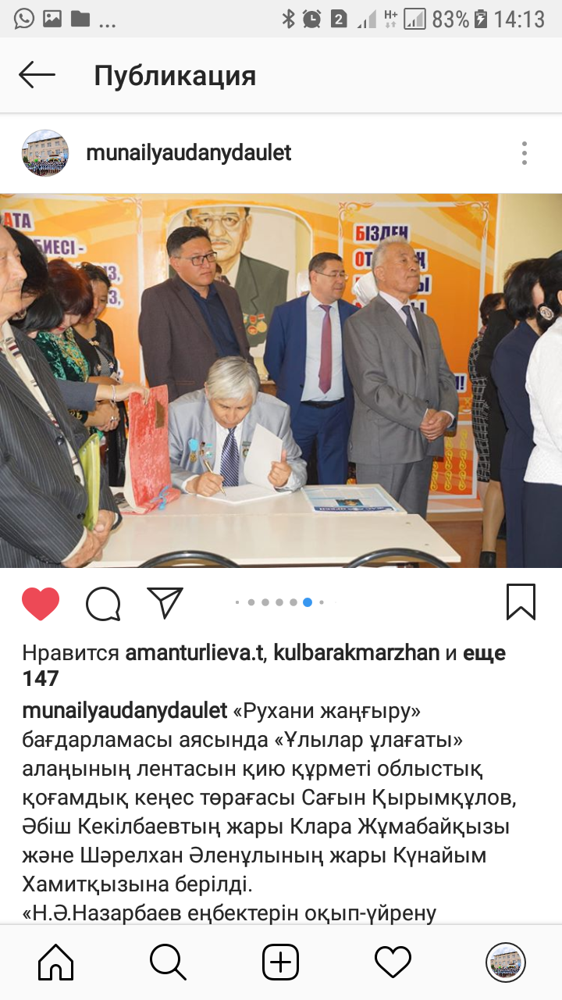 ...
2
H+
83%
14:13
Публикация
munailyaudanydaulet
АТА
БИЕСІ -
БІЗДЕН
Нравится amanturlieva.t, kulbarakmarzhan и еще
147
munailyaudanydaulet «Рухани жаңғыру»
бағдарламасы аясында «Ұлылар ұлағаты»
алаңының лентасын қию құрметі облыстық
қоғамдық кеңес төрағасы Сағын Қырымқұлов,
Әбіш Кекілбаевтың жары Клара Жұмабайқызы
және Шәрелхан Әленұлының жары Күнайым
Хамитқызына берілді.
«Н.Ә.Назарбаев еңбектерін оқып-үйрену